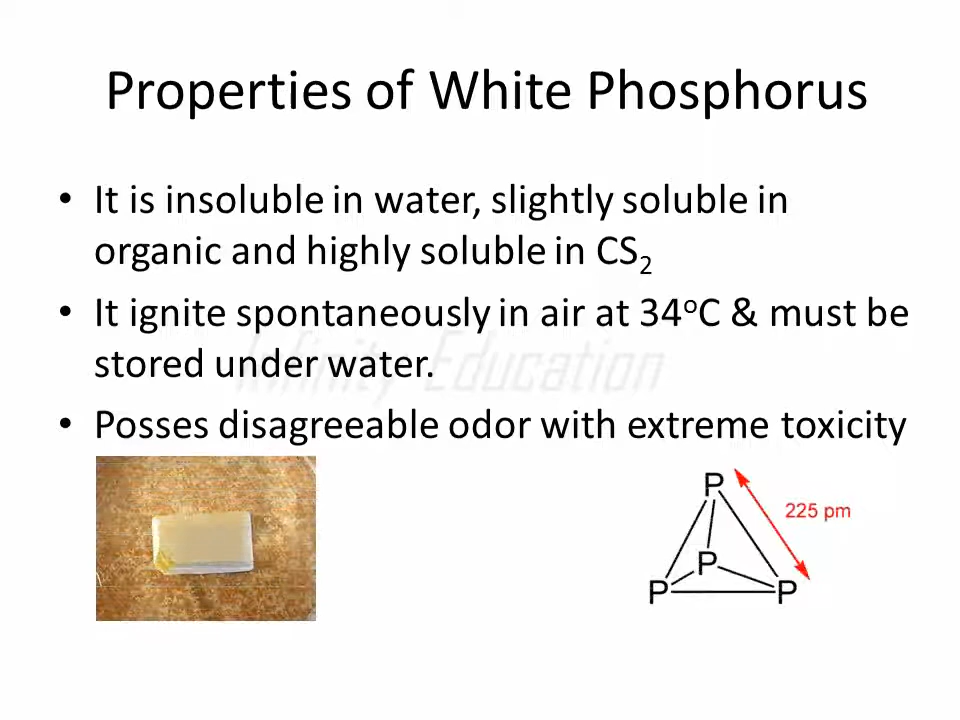 Properties of White Phosphorus
• It is insoluble in water, slightly soluble in
organic and highly soluble in CS₂
• It ignite spontaneously in air at 34ᵒC & must be
stored under water.
Infinity Education
• Posses disagreeable odor with extreme toxicity
P
225 pm
P
P P